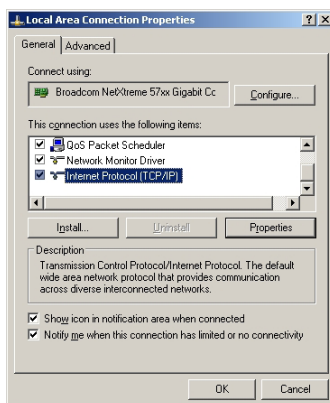 Local Area Connection Properties
General Advanced
Connect using:
Broadcom NetXtreme 57xx Gigabit Cc
Configure...
This connection uses the following items:
QoS Packet Scheduler
Network Monitor Driver
Internet Protocol (TCP/IP)
Install... Uninstall Properties
Description
Transmission Control Protocol/Internet Protocol. The default
wide area network protocol that provides communication
across diverse interconnected networks.
Show icon in notification area when connected
Notify me when this connection has limited or no connectivity
OK Cancel